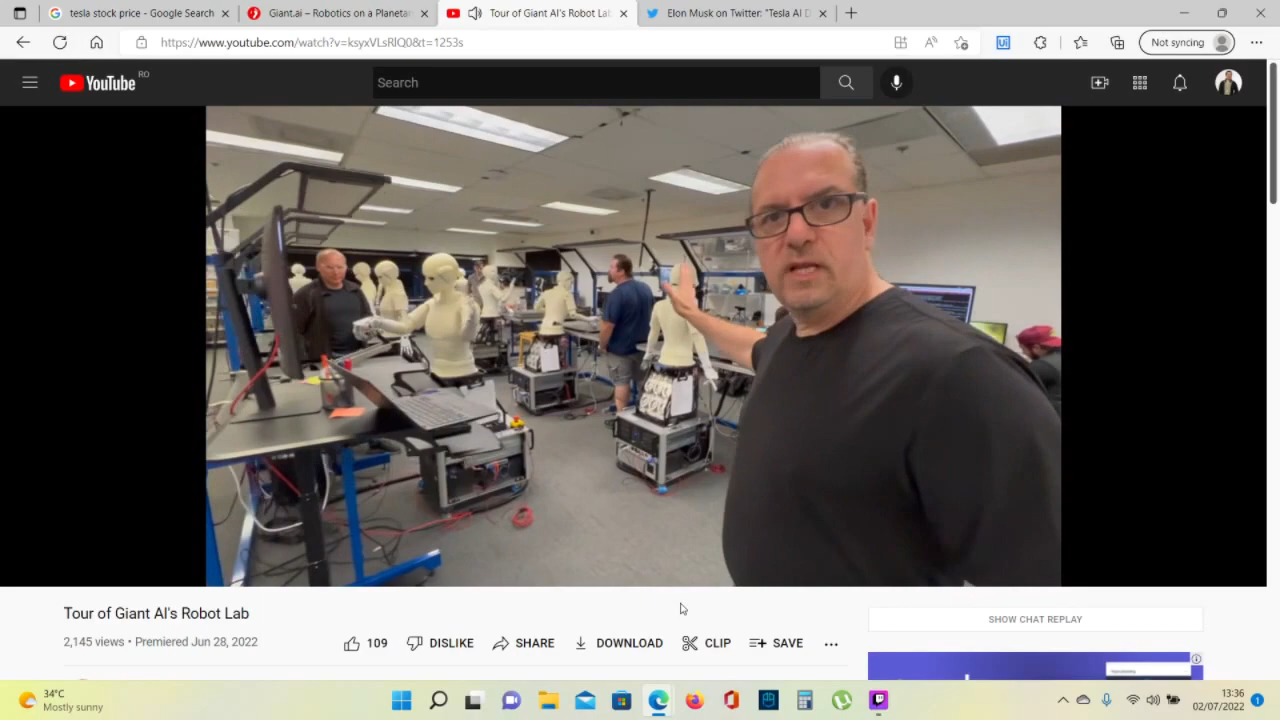 tesla stock price - Google Search
Giant.ai – Robotics on a Planetar
Tour of Giant AI's Robot Lab
Elon Musk on Twitter: "Tesla AI D
https://www.youtube.com/watch?v=ksyxVLsRlQ0&t=1253s
Not syncing
YouTube RO
Search
Tour of Giant AI's Robot Lab
2,145 views • Premiered Jun 28, 2022
109
DISLIKE
SHARE
DOWNLOAD
CLIP
SAVE
SHOW CHAT REPLAY
34°C
Mostly sunny
13:36
02/07/2022
1